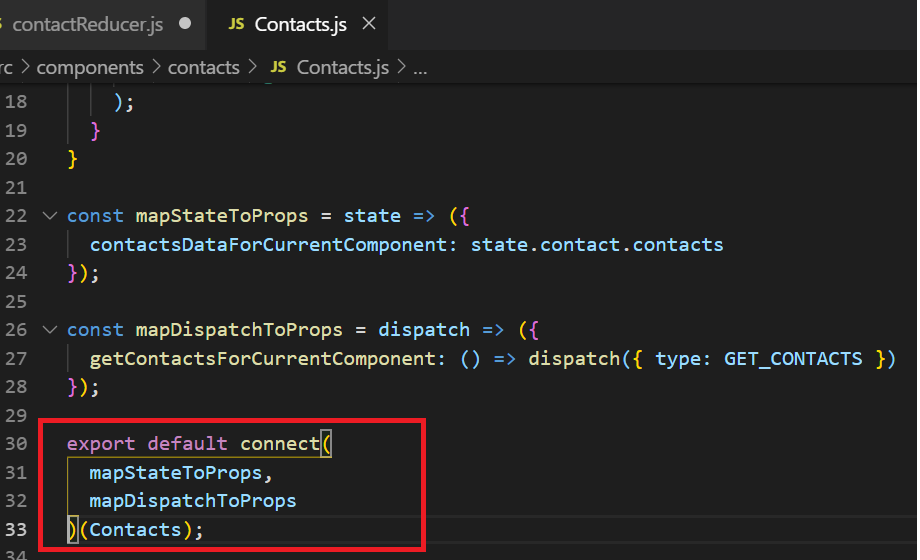 contactReducer.js ● JS Contacts.js ×
rc > components > contacts > JS Contacts.js > ...
18 );
19 }
20 }
21
22 const mapStateToProps = state => ({
23 contactsDataForCurrentComponent: state.contact.contacts
24 });
25
26 const mapDispatchToProps = dispatch => ({
27 getContactsForCurrentComponent: () => dispatch({ type: GET_CONTACTS })
28 });
29
30 export default connect(
31 mapStateToProps,
32 mapDispatchToProps
33 )(Contacts);
34